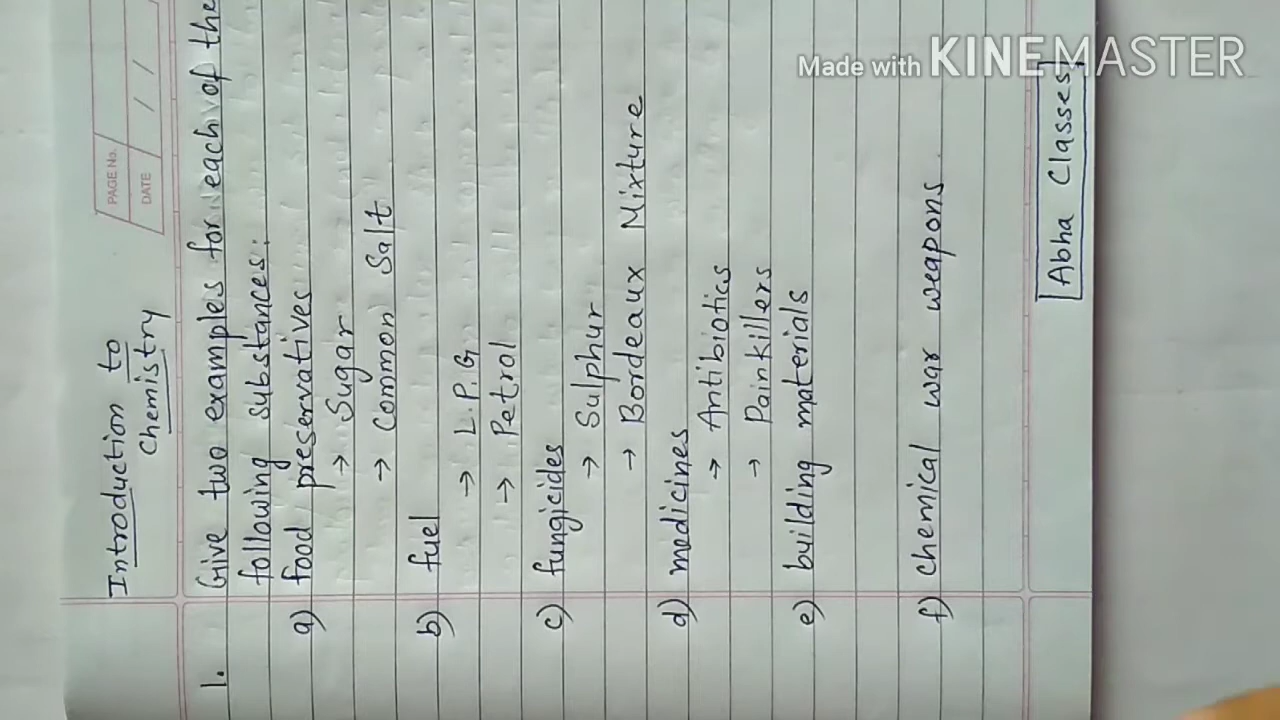 Made with KINEMASTER
PAGE No.
DATE / /
Introduction to
Chemistry
1. Give two examples for each of the
following substances:
a) food preservatives
→ Sugar
→ Common Salt
b) fuel
→ L.P.G
→ Petrol
c) fungicides
→ Sulphur
→ Bordeaux Mixture
d) medicines
→ Antibiotics
→ Painkillers
e) building materials
f) chemical war weapons
Abha Classes